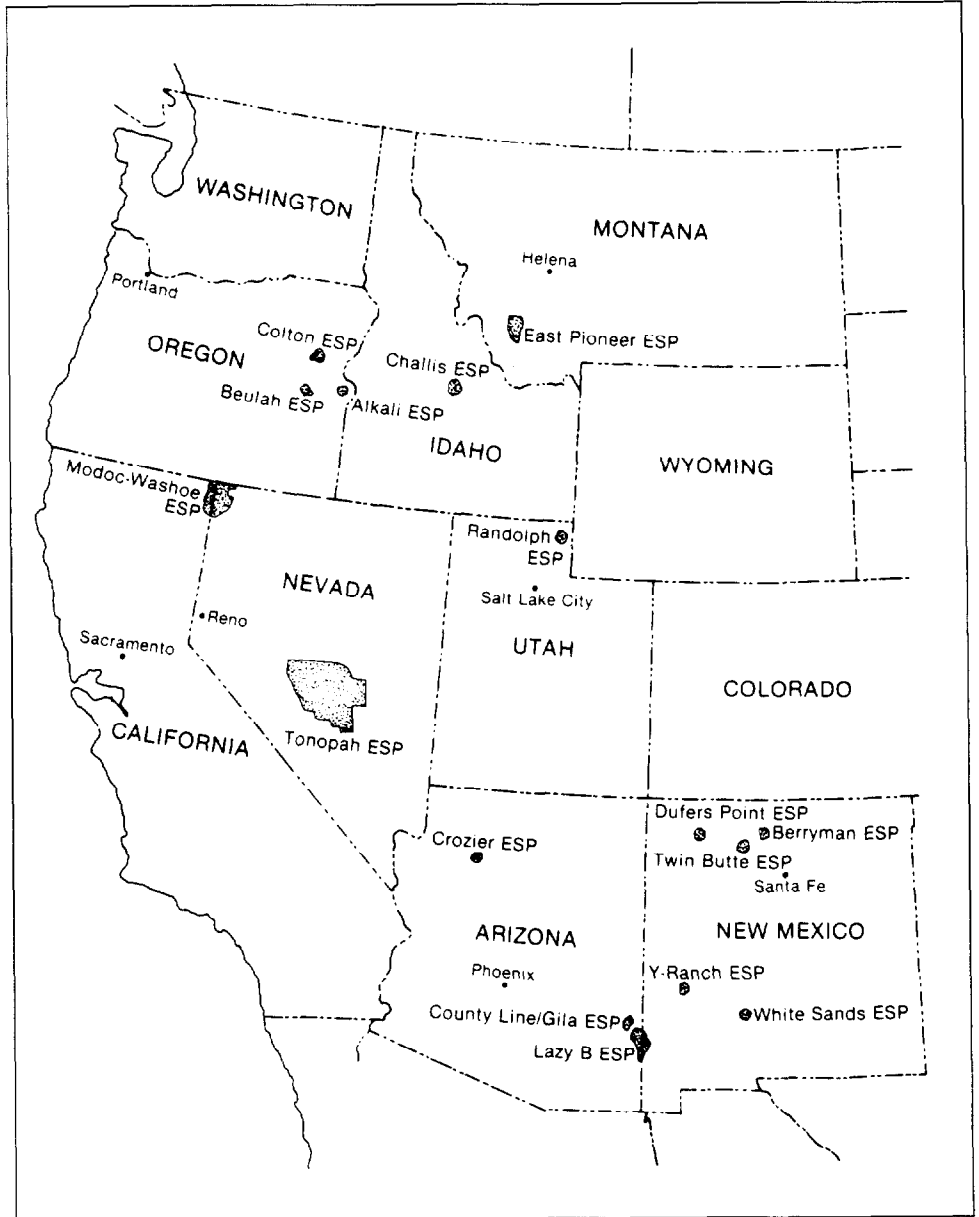 WASHINGTON
MONTANA
Helena
Portland
East Pioneer ESP
Colton ESP
OREGON
Challis ESP
Beulah ESP
Alkali ESP
IDAHO
WYOMING
Modoc-Washoe
ESP
Randolph
ESP
NEVADA
Salt Lake City
Reno
UTAH
Sacramento
COLORADO
CALIFORNIA
Tonopah ESP
Dufers Point ESP
Berryman ESP
Crozier ESP
Twin Butte ESP
Santa Fe
ARIZONA
NEW MEXICO
Phoenix
Y-Ranch ESP
County Line/Gila ESP
White Sands ESP
Lazy B ESP